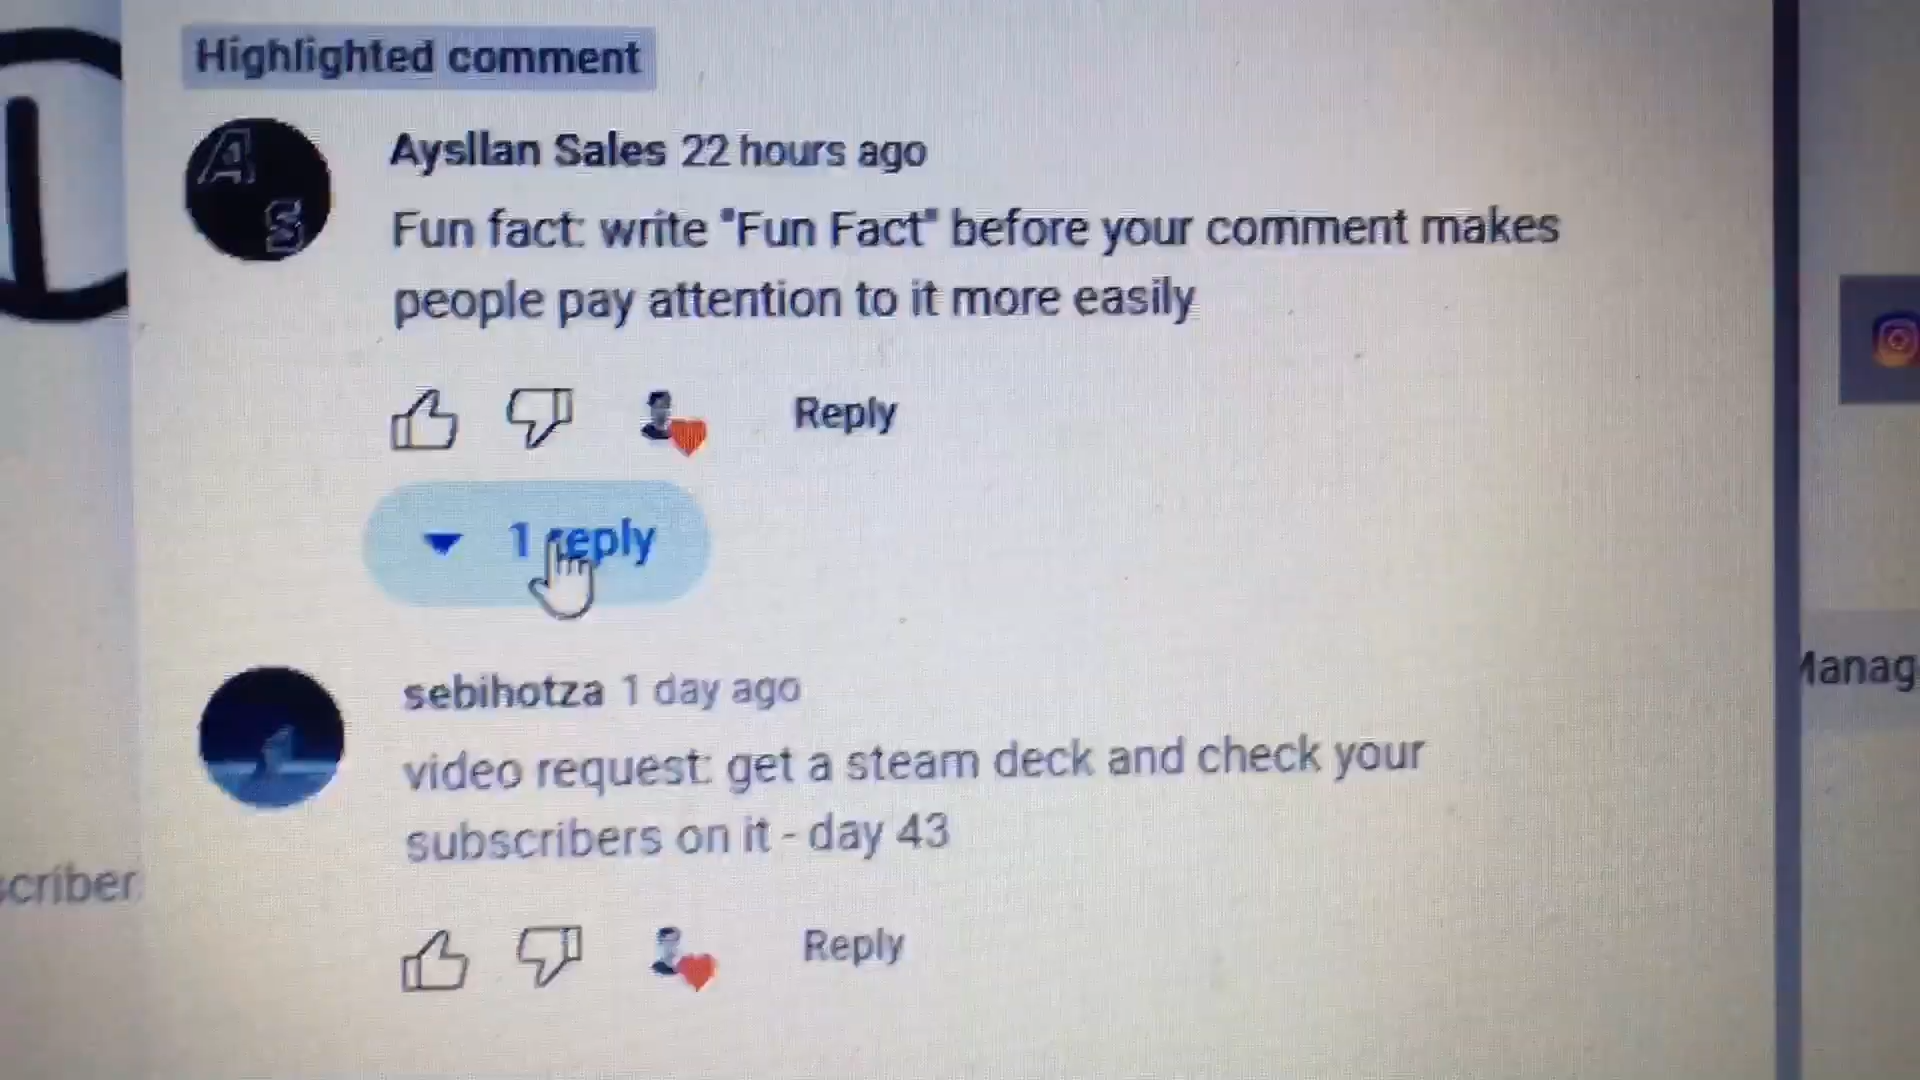 Highlighted comment
Aysllan Sales 22 hours ago
Fun fact: write "Fun Fact" before your comment makes
people pay attention to it more easily
Reply
1 reply
sebihotza 1 day ago
video request: get a steam deck and check your
subscribers on it - day 43
Reply
scriber
Manag